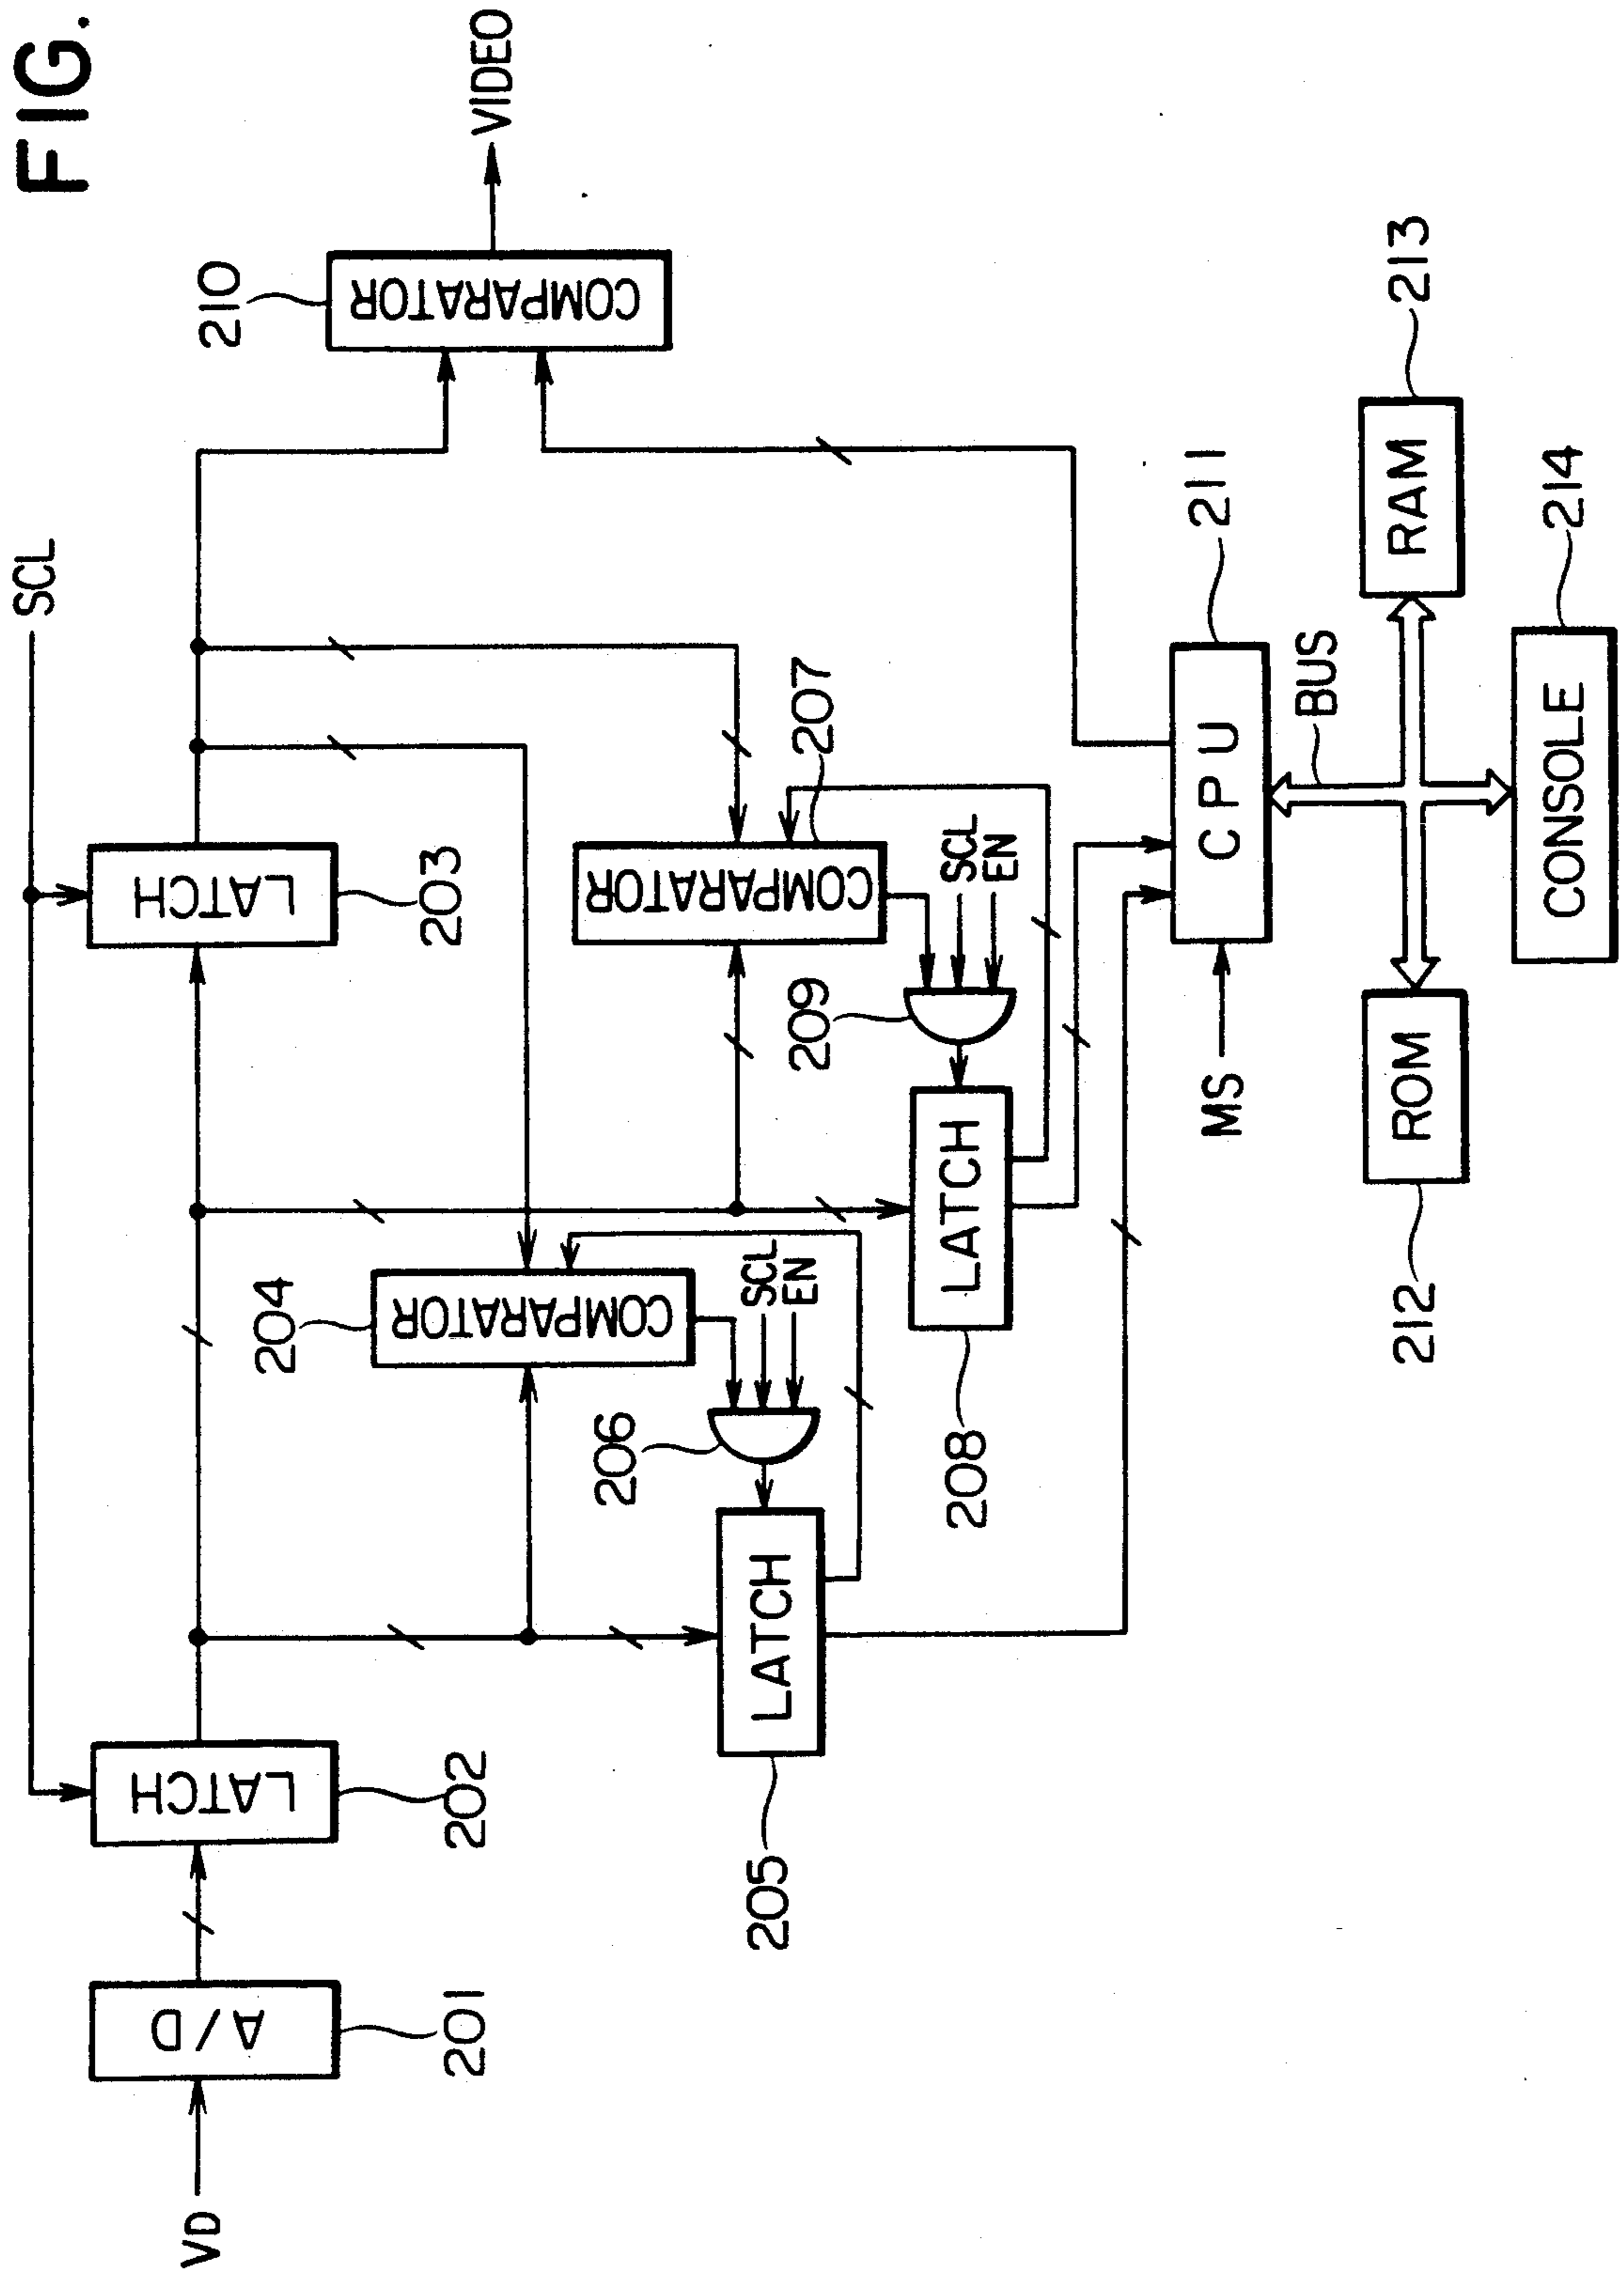 FIG.
SCL
VD
A/D
201
LATCH
202
LATCH
203
COMPARATOR
210
VIDEO
COMPARATOR
204
SCL
EN
206
LATCH
205
COMPARATOR
207
SCL
EN
209
LATCH
208
MS
CPU
211
BUS
ROM
212
RAM
213
CONSOLE
214